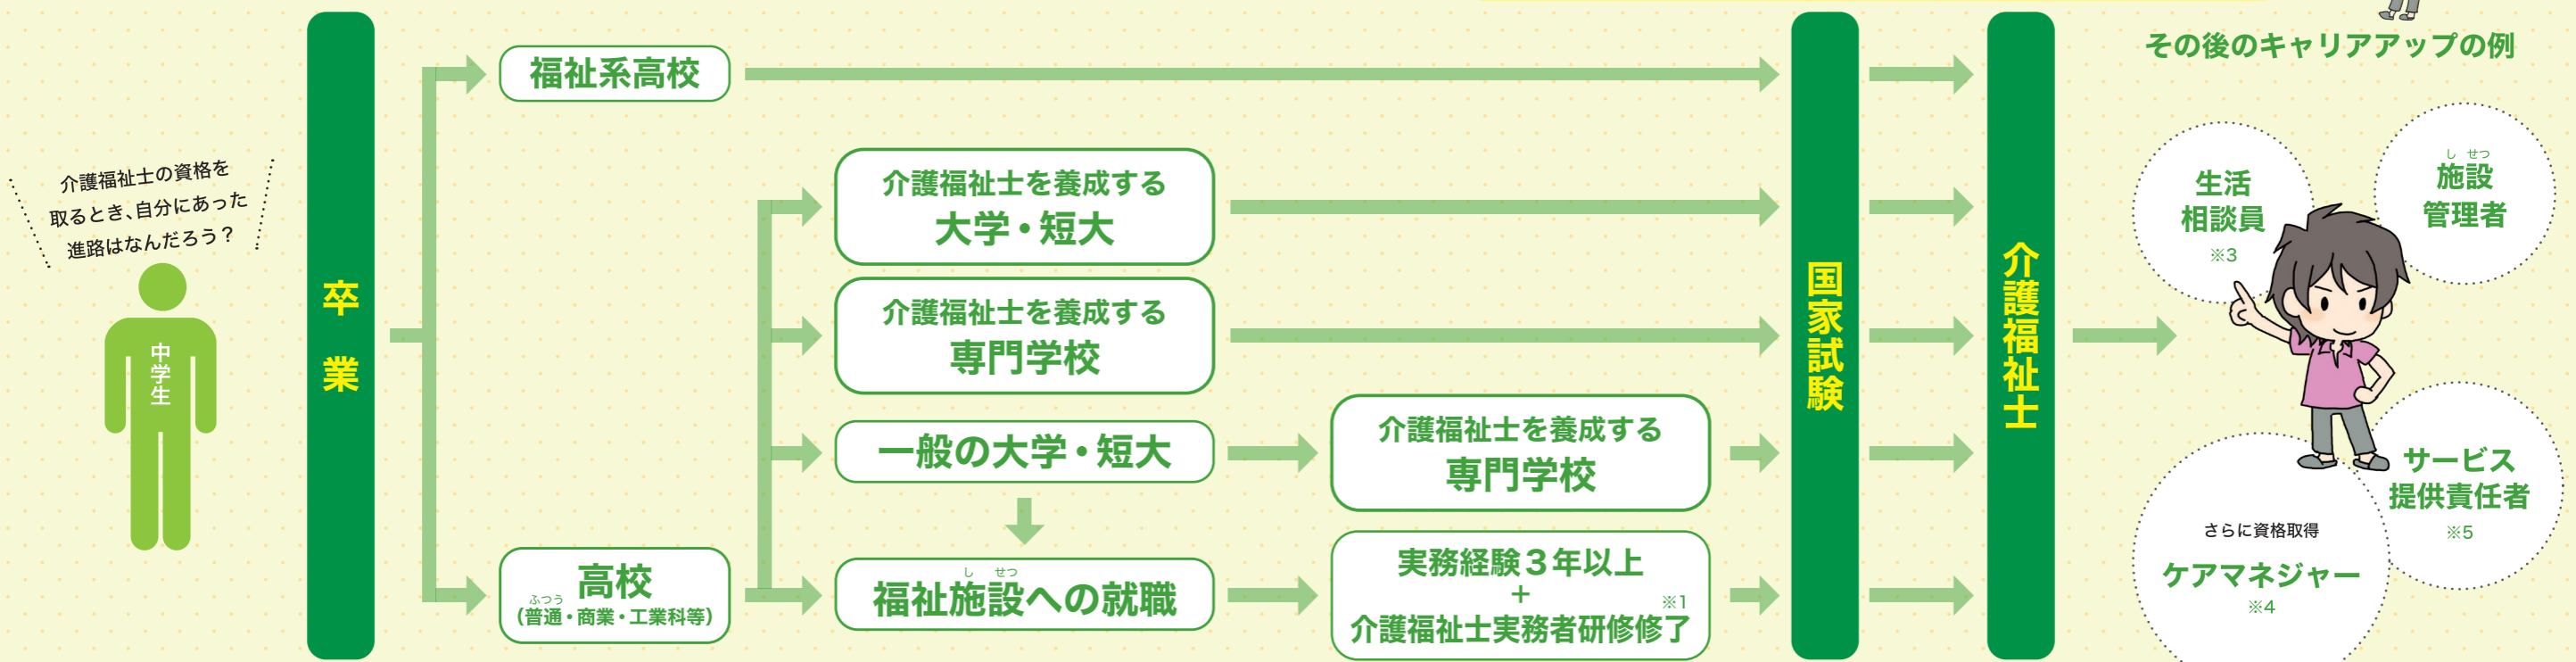 介護福祉士の資格を
取るとき、自分にあった
進路はなんだろう？
中学生
卒業
福祉系高校
高校
ふつう
(普通・商業・工業科等)
介護福祉士を養成する
大学・短大
介護福祉士を養成する
専門学校
一般の大学・短大
し せつ
福祉施設への就職
介護福祉士を養成する
専門学校
実務経験３年以上
＋
※1
介護福祉士実務者研修修了
国家試験
介護福祉士
その後のキャリアアップの例
生活
相談員
※3
し せつ
施設
管理者
サービス
提供責任者
※5
さらに資格取得
ケアマネジャー
※4